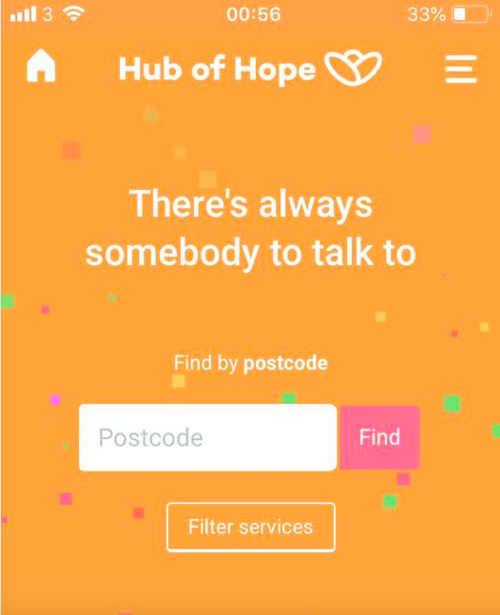 3 00:56 33%
Hub of Hope
There's always
somebody to talk to
Find by postcode
Postcode Find
Filter services